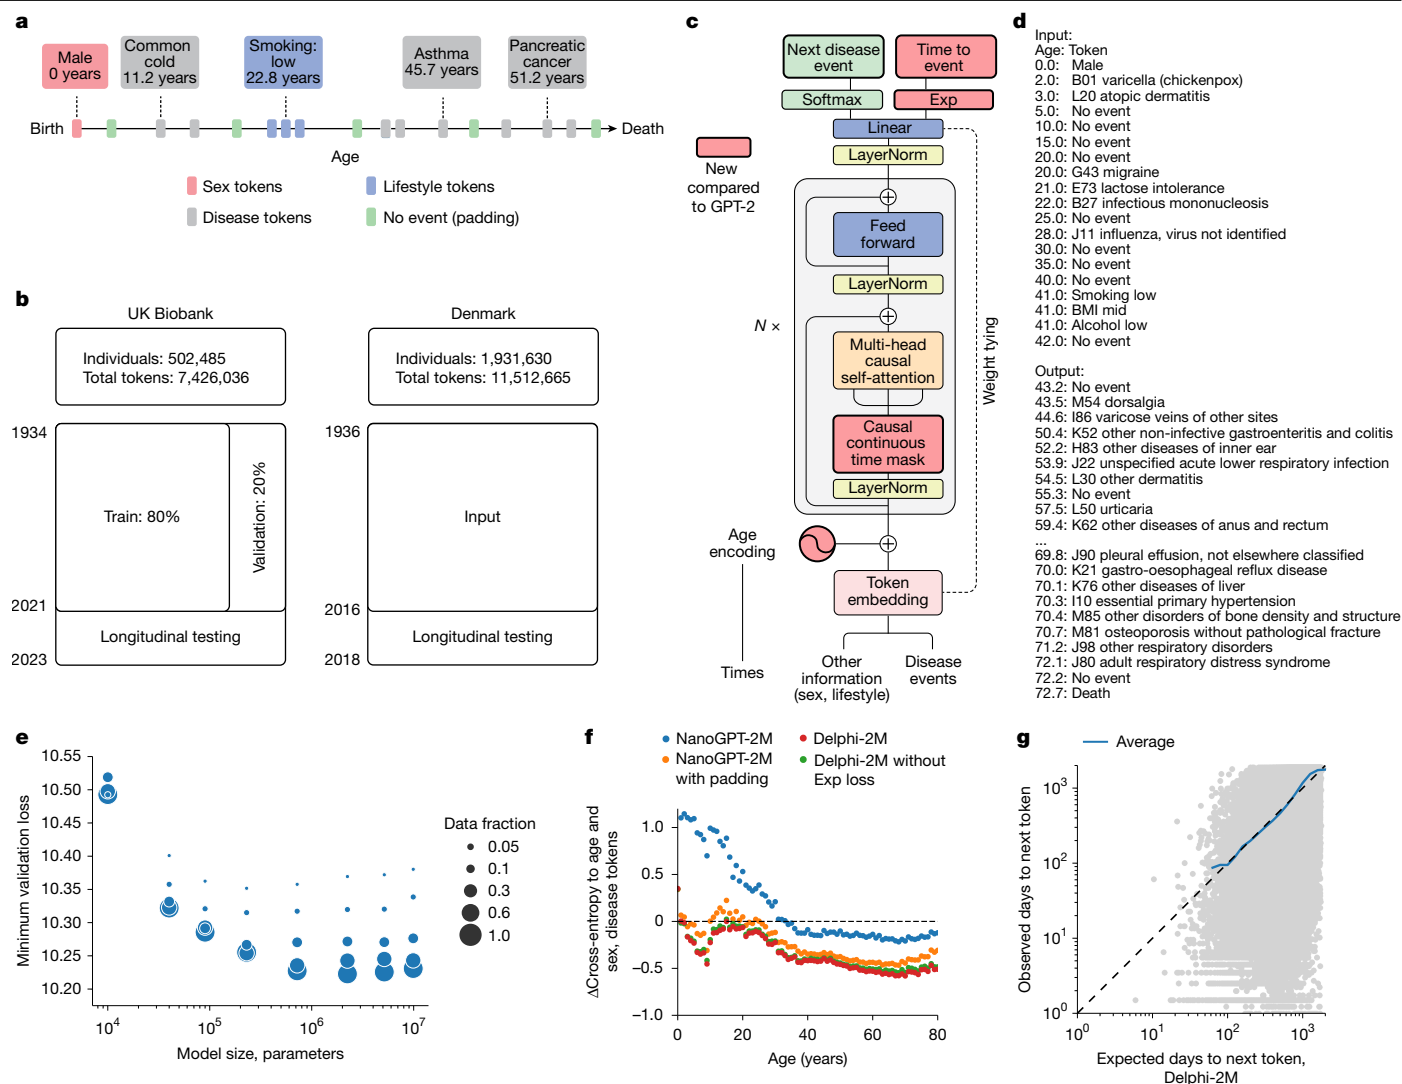 a
Male
0 years
Common
cold
11.2 years
Smoking:
low
22.8 years
Asthma
45.7 years
Pancreatic
cancer
51.2 years
Birth
Death
Age
Sex tokens
Lifestyle tokens
Disease tokens
No event (padding)
b
UK Biobank
Individuals: 502,485
Total tokens: 7,426,036
Denmark
Individuals: 1,931,630
Total tokens: 11,512,665
1934
Train: 80%
Validation: 20%
2021
Longitudinal testing
2023
1936
Input
2016
Longitudinal testing
2018
c
Next disease
event
Time to
event
Softmax
Exp
Linear
LayerNorm
New
compared
to GPT-2
Feed
forward
LayerNorm
N ×
Multi-head
causal
self-attention
Causal
continuous
time mask
LayerNorm
Weight tying
Age
encoding
Token
embedding
Times
Other
information
(sex, lifestyle)
Disease
events
d
Input:
Age: Token
0.0: Male
2.0: B01 varicella (chickenpox)
3.0: L20 atopic dermatitis
5.0: No event
10.0: No event
15.0: No event
20.0: No event
20.0: G43 migraine
21.0: E73 lactose intolerance
22.0: B27 infectious mononucleosis
25.0: No event
28.0: J11 influenza, virus not identified
30.0: No event
35.0: No event
40.0: No event
41.0: Smoking low
41.0: BMI mid
41.0: Alcohol low
42.0: No event
Output:
43.2: No event
43.5: M54 dorsalgia
44.6: I86 varicose veins of other sites
50.4: K52 other non-infective gastroenteritis and colitis
52.2: H83 other diseases of inner ear
53.9: J22 unspecified acute lower respiratory infection
54.5: L30 other dermatitis
55.3: No event
57.5: L50 urticaria
59.4: K62 other diseases of anus and rectum
...
69.8: J90 pleural effusion, not elsewhere classified
70.0: K21 gastro-oesophageal reflux disease
70.1: K76 other diseases of liver
70.3: I10 essential primary hypertension
70.4: M85 other disorders of bone density and structure
70.7: M81 osteoporosis without pathological fracture
71.2: J98 other respiratory disorders
72.1: J80 adult respiratory distress syndrome
72.2: No event
72.7: Death
e
Minimum validation loss
10.55
10.50
10.45
10.40
10.35
10.30
10.25
10.20
10⁴
10⁵
10⁶
10⁷
Model size, parameters
Data fraction
0.05
0.1
0.3
0.6
1.0
f
NanoGPT-2M
NanoGPT-2M
with padding
Delphi-2M
Delphi-2M without
Exp loss
ΔCross-entropy to age and
sex, disease tokens
1.0
0.5
0
−0.5
−1.0
0
20
40
60
80
Age (years)
g
Average
Observed days to next token
10³
10²
10¹
10⁰
10⁰
10¹
10²
10³
Expected days to next token,
Delphi-2M